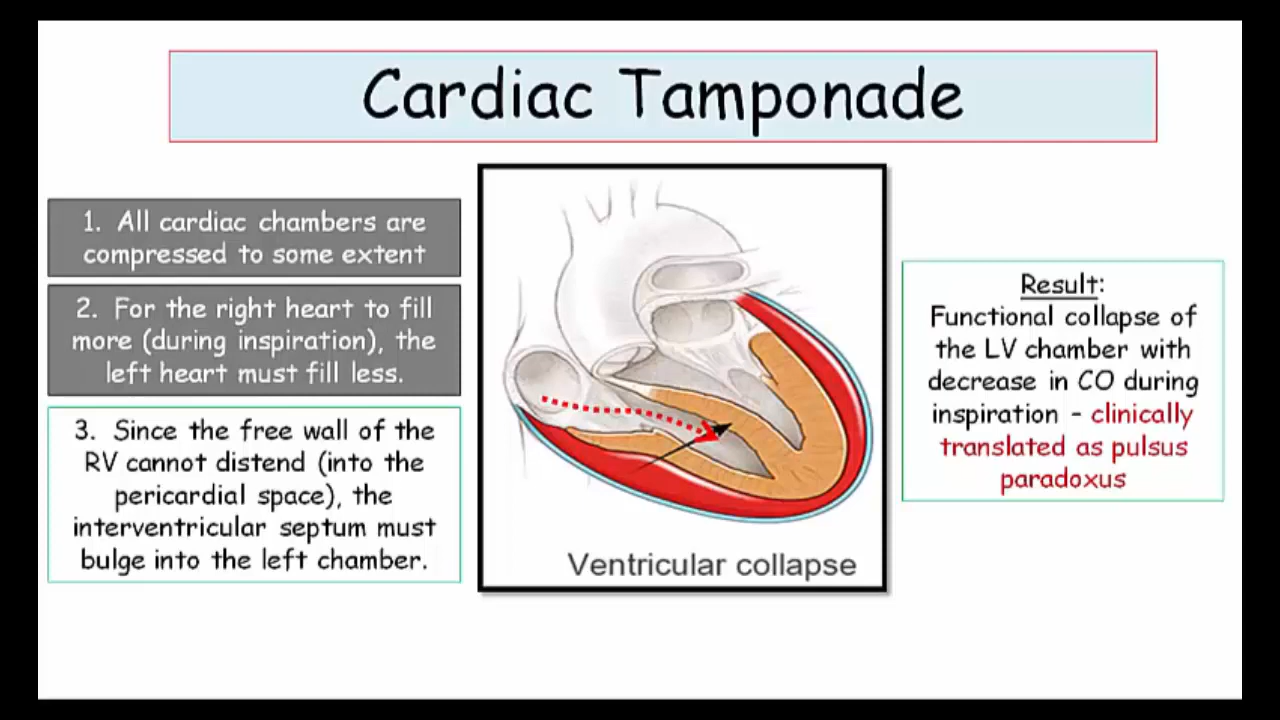 Cardiac Tamponade
1. All cardiac chambers are
compressed to some extent
2. For the right heart to fill
more (during inspiration), the
left heart must fill less.
3. Since the free wall of the
RV cannot distend (into the
pericardial space), the
interventricular septum must
bulge into the left chamber.
Ventricular collapse
Result:
Functional collapse of
the LV chamber with
decrease in CO during
inspiration - clinically
translated as pulsus
paradoxus